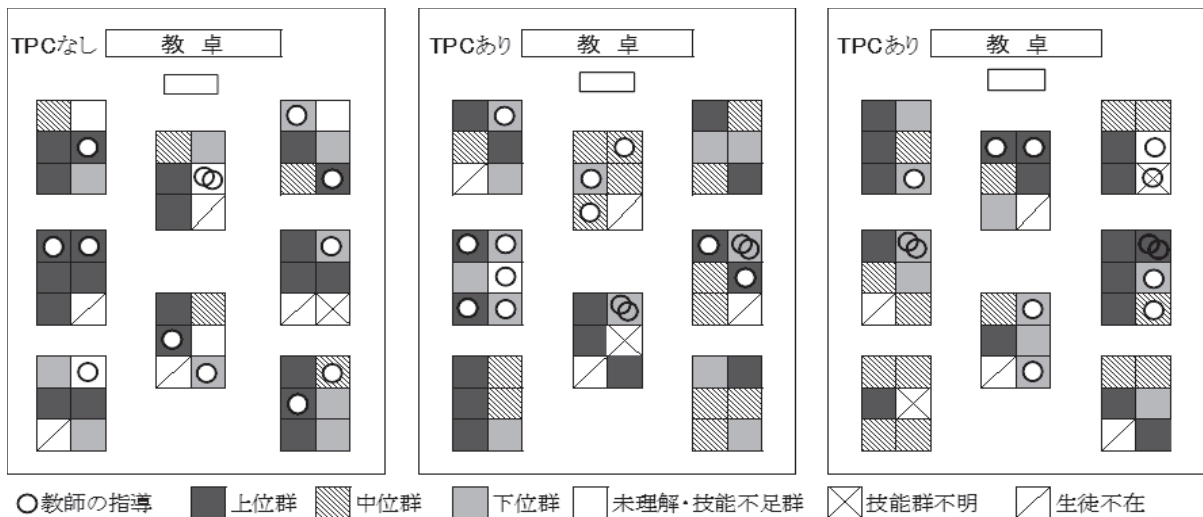 TPCなし 教 卓
TPCあり 教 卓
TPCあり 教 卓
教師の指導 上位群 中位群 下位群 未理解・技能不足群 技能群不明 生徒不在